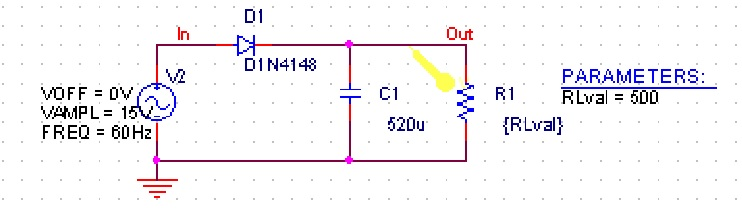 D1
In
Out
D1N4148
V2
VOFF = 0V
VAMPL = 15V
FREQ = 60Hz
C1
520u
R1
{RLval}
PARAMETERS:
RLval = 500